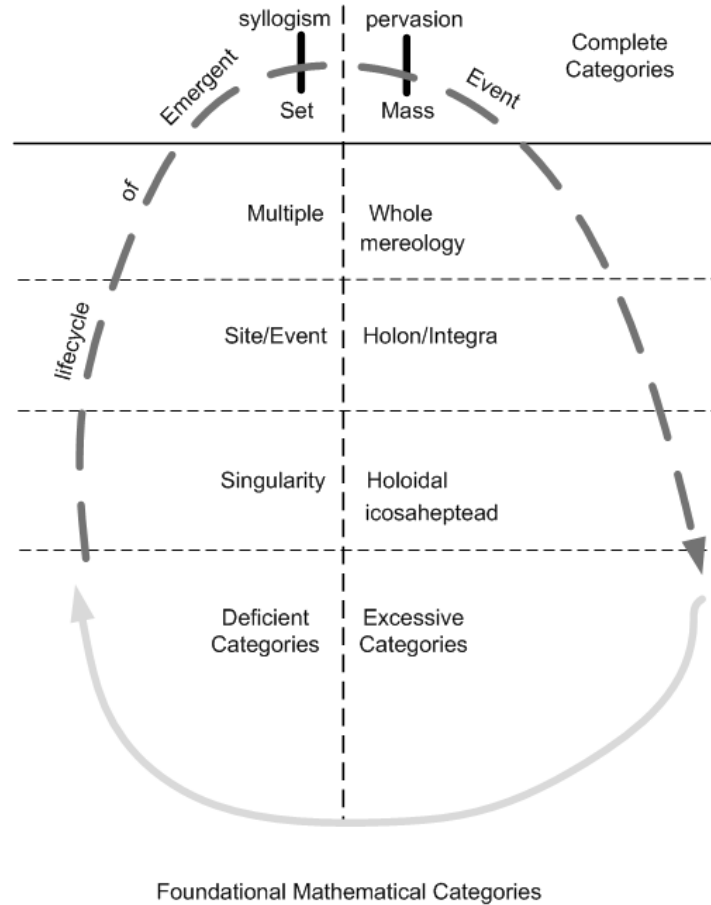 syllogism
pervasion
Complete
Categories
lifecycle of Emergent Event
Set
Mass
Multiple
Whole
mereology
Site/Event
Holon/Integra
Singularity
Holoidal
icosaheptead
Deficient
Categories
Excessive
Categories
Foundational Mathematical Categories